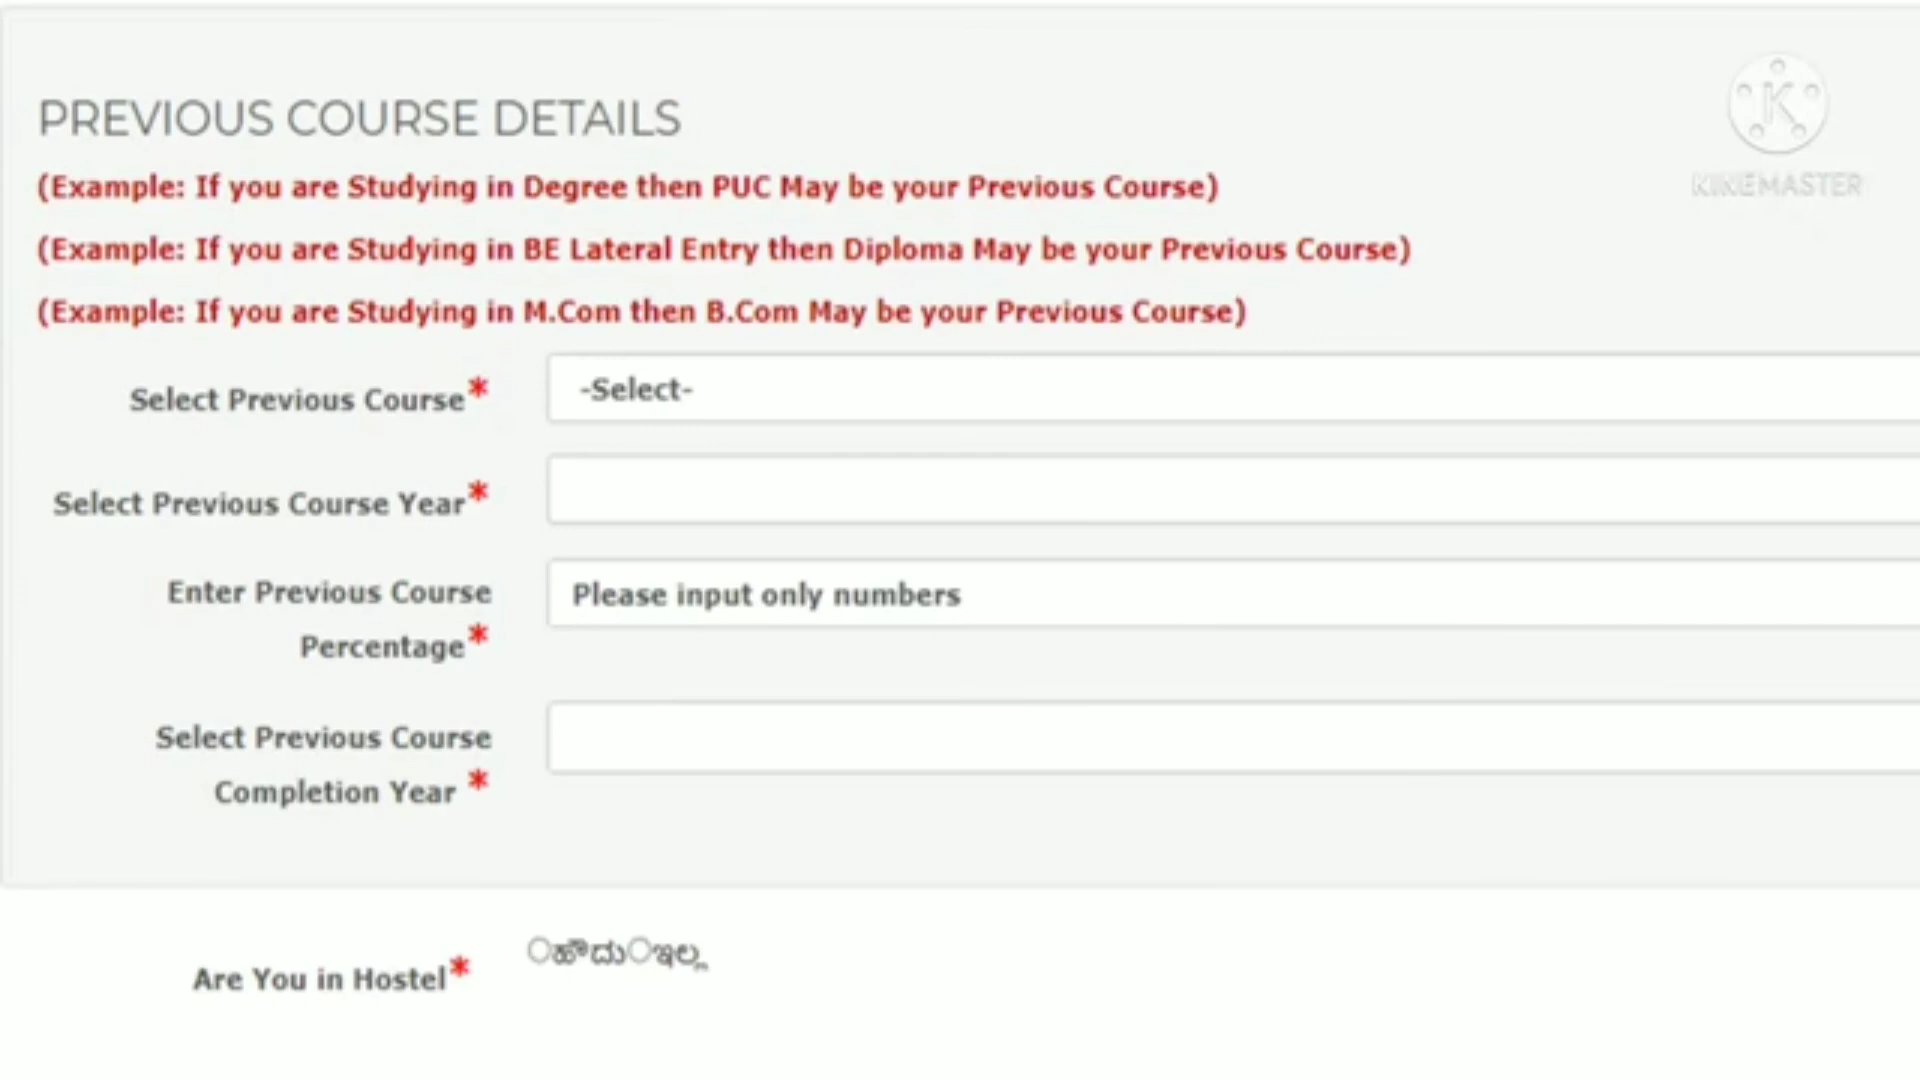 PREVIOUS COURSE DETAILS
K
KINEMASTER
(Example: If you are Studying in Degree then PUC May be your Previous Course)
(Example: If you are Studying in BE Lateral Entry then Diploma May be your Previous Course)
(Example: If you are Studying in M.Com then B.Com May be your Previous Course)
Select Previous Course* -Select-
Select Previous Course Year*
Enter Previous Course Please input only numbers
Percentage*
Select Previous Course
Completion Year *
Are You in Hostel* ಹೌದು ಇಲ್ಲ